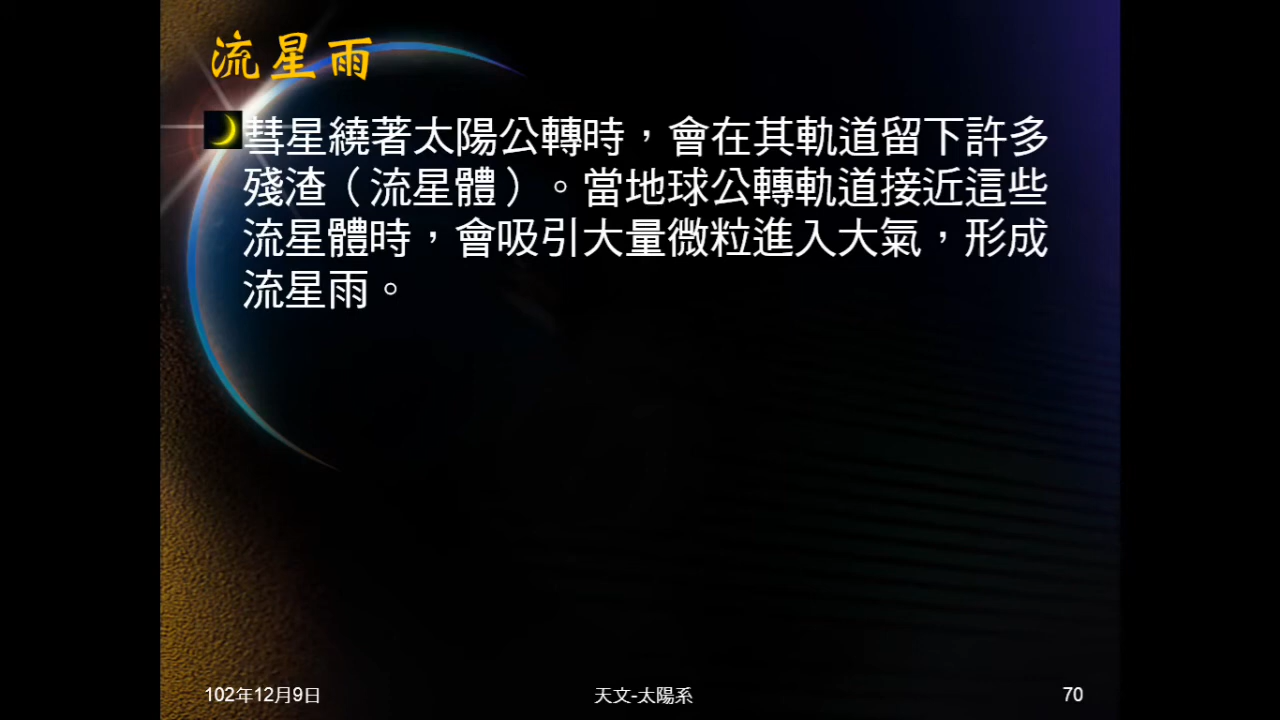 流星雨
彗星繞著太陽公轉時，會在其軌道留下許多
殘渣（流星體）。當地球公轉軌道接近這些
流星體時，會吸引大量微粒進入大氣，形成
流星雨。
102年12月9日
天文-太陽系
70